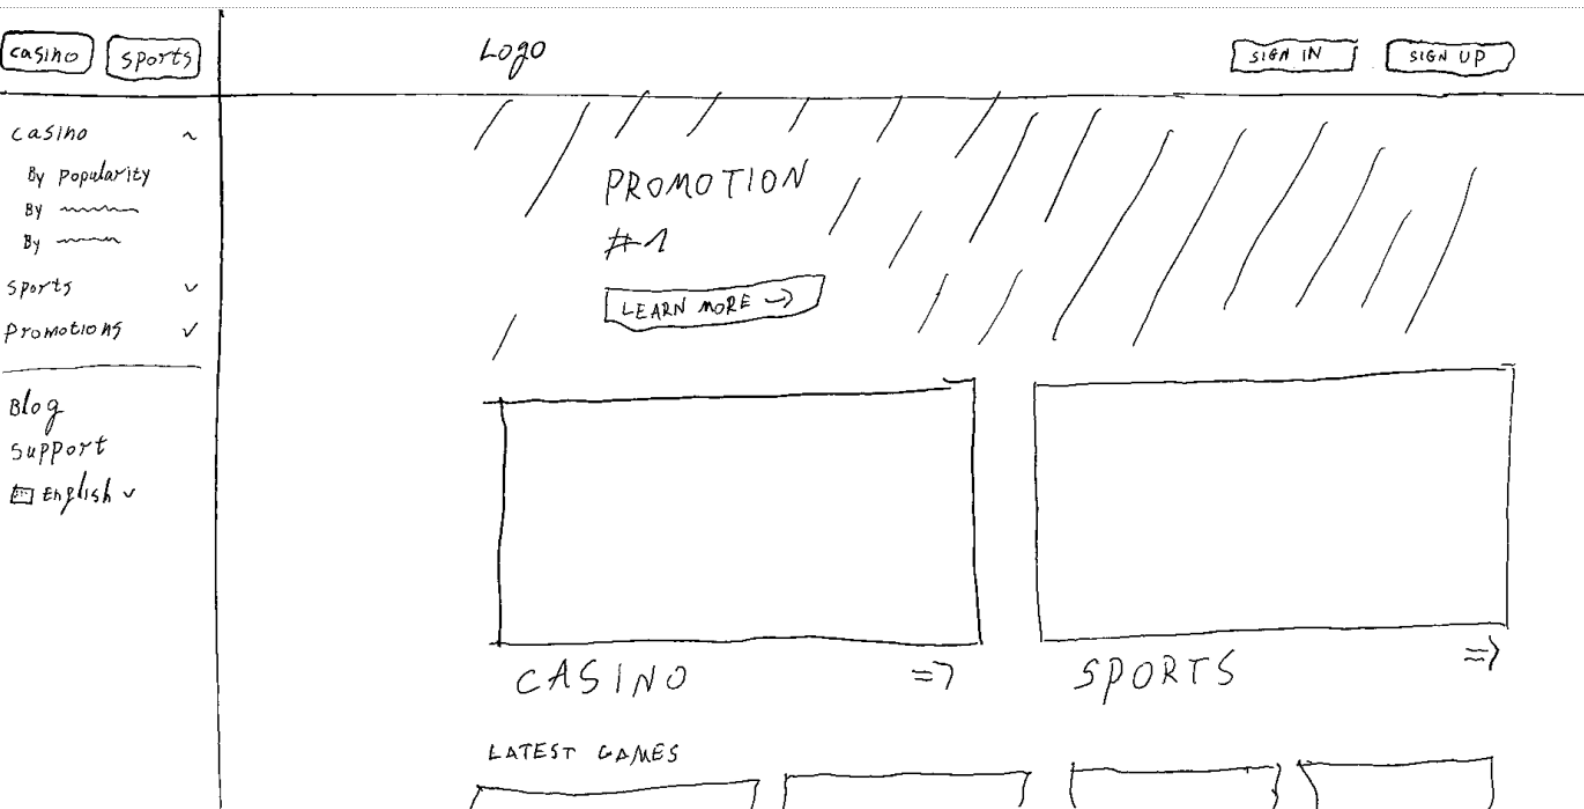 casino
sports
Logo
SIGN IN
SIGN UP
casino
By popularity
By
By
sports
promotions
Blog
support
English
PROMOTION
#1
LEARN MORE →
CASINO =>
SPORTS =>
LATEST GAMES